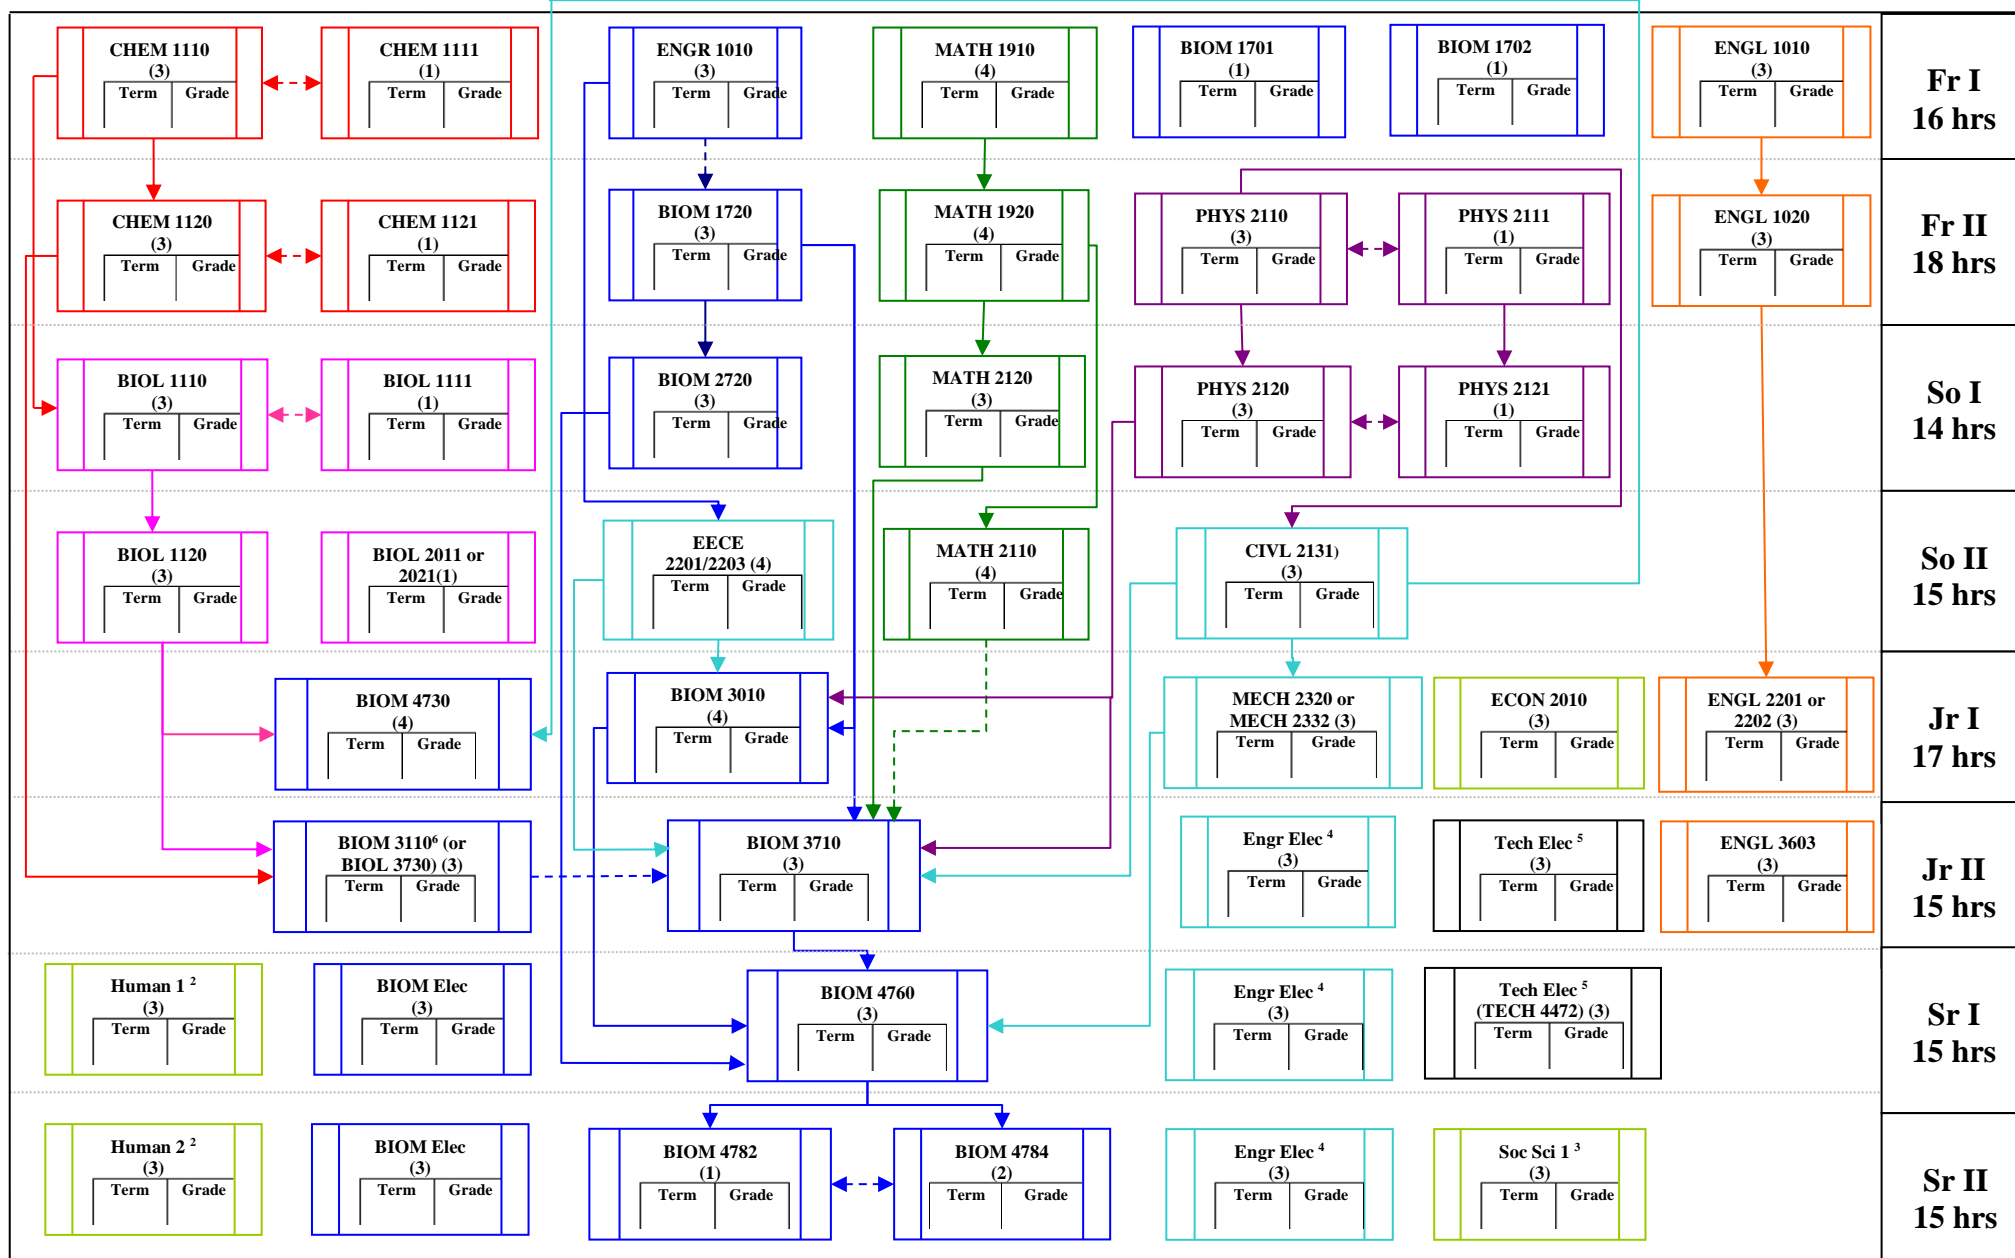 CHEM 1110
(3)
Term Grade
CHEM 1111
(1)
Term Grade
ENGR 1010
(3)
Term Grade
MATH 1910
(4)
Term Grade
BIOM 1701
(1)
Term Grade
BIOM 1702
(1)
Term Grade
ENGL 1010
(3)
Term Grade
Fr I
16 hrs
CHEM 1120
(3)
Term Grade
CHEM 1121
(1)
Term Grade
BIOM 1720
(3)
Term Grade
MATH 1920
(4)
Term Grade
PHYS 2110
(3)
Term Grade
PHYS 2111
(1)
Term Grade
ENGL 1020
(3)
Term Grade
Fr II
18 hrs
BIOL 1110
(3)
Term Grade
BIOL 1111
(1)
Term Grade
BIOM 2720
(3)
Term Grade
MATH 2120
(3)
Term Grade
PHYS 2120
(3)
Term Grade
PHYS 2121
(1)
Term Grade
So I
14 hrs
BIOL 1120
(3)
Term Grade
BIOL 2011 or
2021(1)
Term Grade
EECE
2201/2203 (4)
Term Grade
MATH 2110
(4)
Term Grade
CIVL 2131)
(3)
Term Grade
So II
15 hrs
BIOM 4730
(4)
Term Grade
BIOM 3010
(4)
Term Grade
MECH 2320 or
MECH 2332 (3)
Term Grade
ECON 2010
(3)
Term Grade
ENGL 2201 or
2202 (3)
Term Grade
Jr I
17 hrs
BIOM 3110⁶ (or
BIOL 3730) (3)
Term Grade
BIOM 3710
(3)
Term Grade
Engr Elec ⁴
(3)
Term Grade
Tech Elec ⁵
(3)
Term Grade
ENGL 3603
(3)
Term Grade
Jr II
15 hrs
Human 1 ²
(3)
Term Grade
BIOM Elec
(3)
Term Grade
BIOM 4760
(3)
Term Grade
Engr Elec ⁴
(3)
Term Grade
Tech Elec ⁵
(TECH 4472) (3)
Term Grade
Sr I
15 hrs
Human 2 ²
(3)
Term Grade
BIOM Elec
(3)
Term Grade
BIOM 4782
(1)
Term Grade
BIOM 4784
(2)
Term Grade
Engr Elec ⁴
(3)
Term Grade
Soc Sci 1 ³
(3)
Term Grade
Sr II
15 hrs